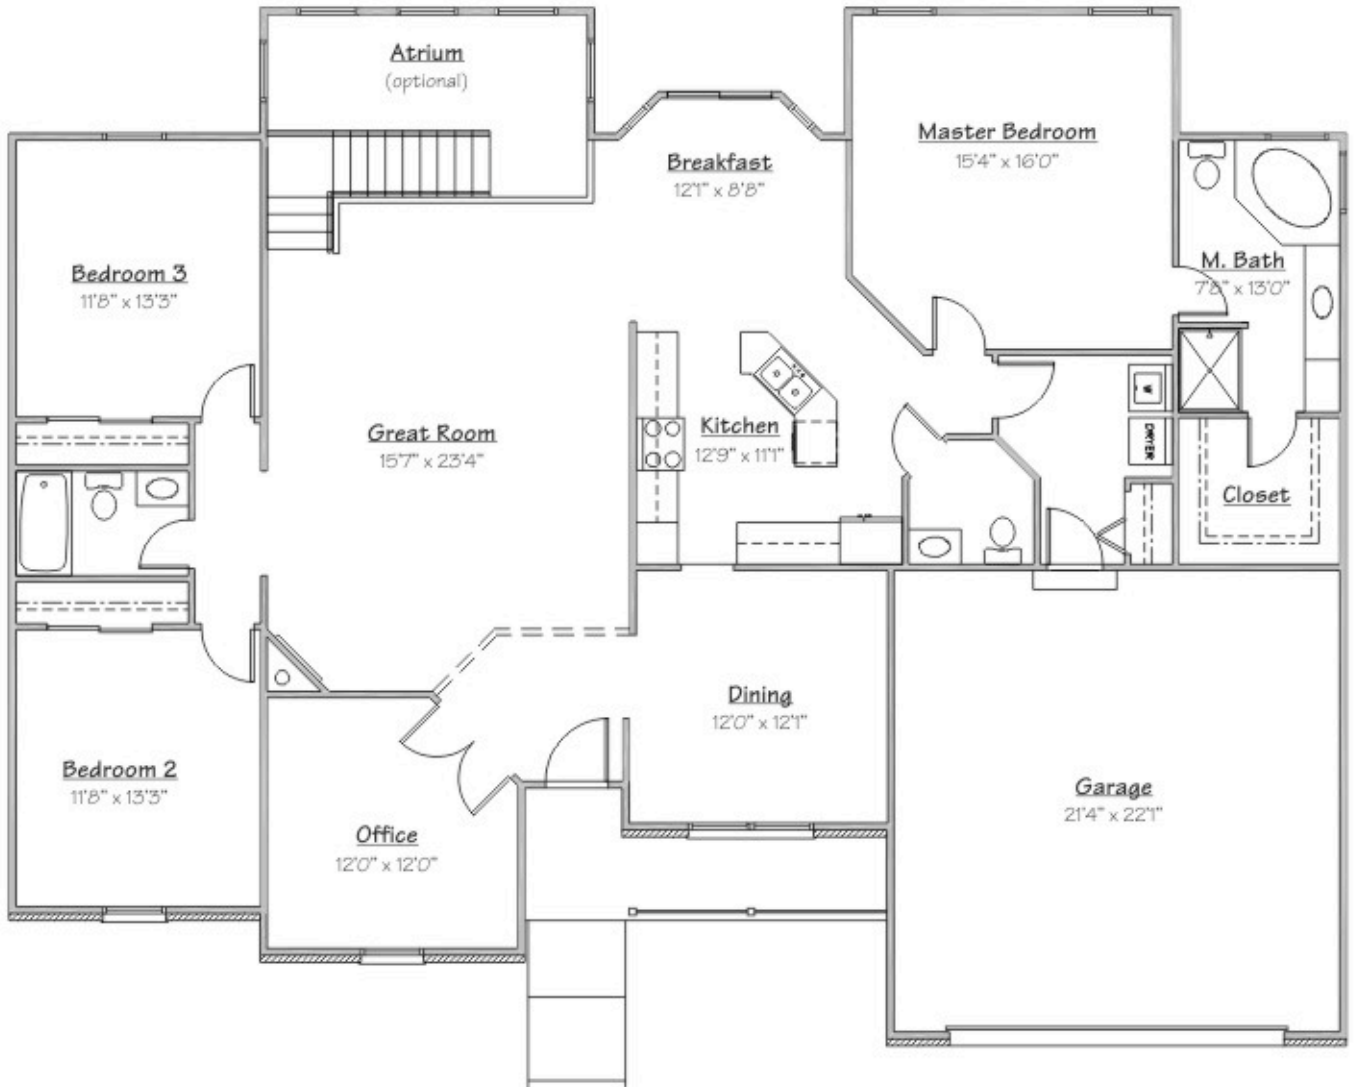 Atrium
(optional)
Master Bedroom
15'4" x 16'0"
Breakfast
12'1" x 8'8"
M. Bath
7'8" x 13'0"
Bedroom 3
11'8" x 13'3"
Great Room
15'7" x 23'4"
Kitchen
12'9" x 11'1"
W
DRYER
Closet
Dining
12'0" x 12'1"
Bedroom 2
11'8" x 13'3"
Office
12'0" x 12'0"
Garage
21'4" x 22'1"